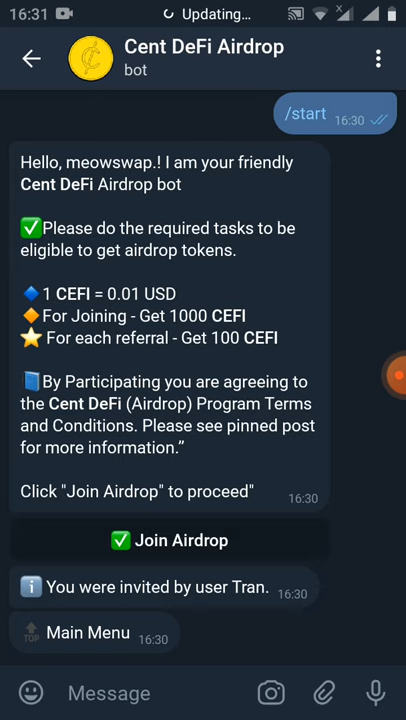 16:31
Updating...
Cent DeFi Airdrop
bot
/start 16:30
Hello, meowswap.! I am your friendly
Cent DeFi Airdrop bot
✅Please do the required tasks to be
eligible to get airdrop tokens.
🔷1 CEFI = 0.01 USD
🔶For Joining - Get 1000 CEFI
⭐ For each referral - Get 100 CEFI
📘By Participating you are agreeing to
the Cent DeFi (Airdrop) Program Terms
and Conditions. Please see pinned post
for more information.”
Click "Join Airdrop" to proceed" 16:30
✅ Join Airdrop
ℹ️ You were invited by user Tran. 16:30
🔝 Main Menu 16:30
Message